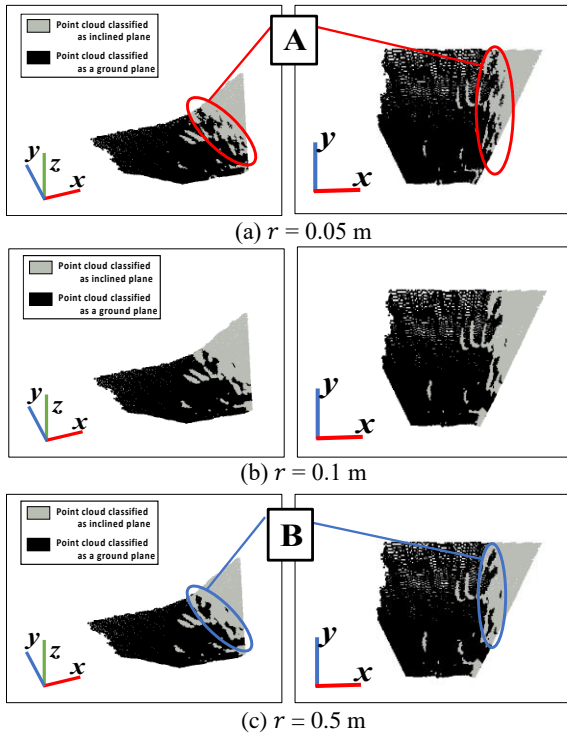 Point cloud classified
as inclined plane
Point cloud classified
as a ground plane
A
y
z
x
y
x
(a) r = 0.05 m
Point cloud classified
as inclined plane
Point cloud classified
as a ground plane
y
z
x
y
x
(b) r = 0.1 m
Point cloud classified
as inclined plane
Point cloud classified
as a ground plane
B
y
z
x
y
x
(c) r = 0.5 m